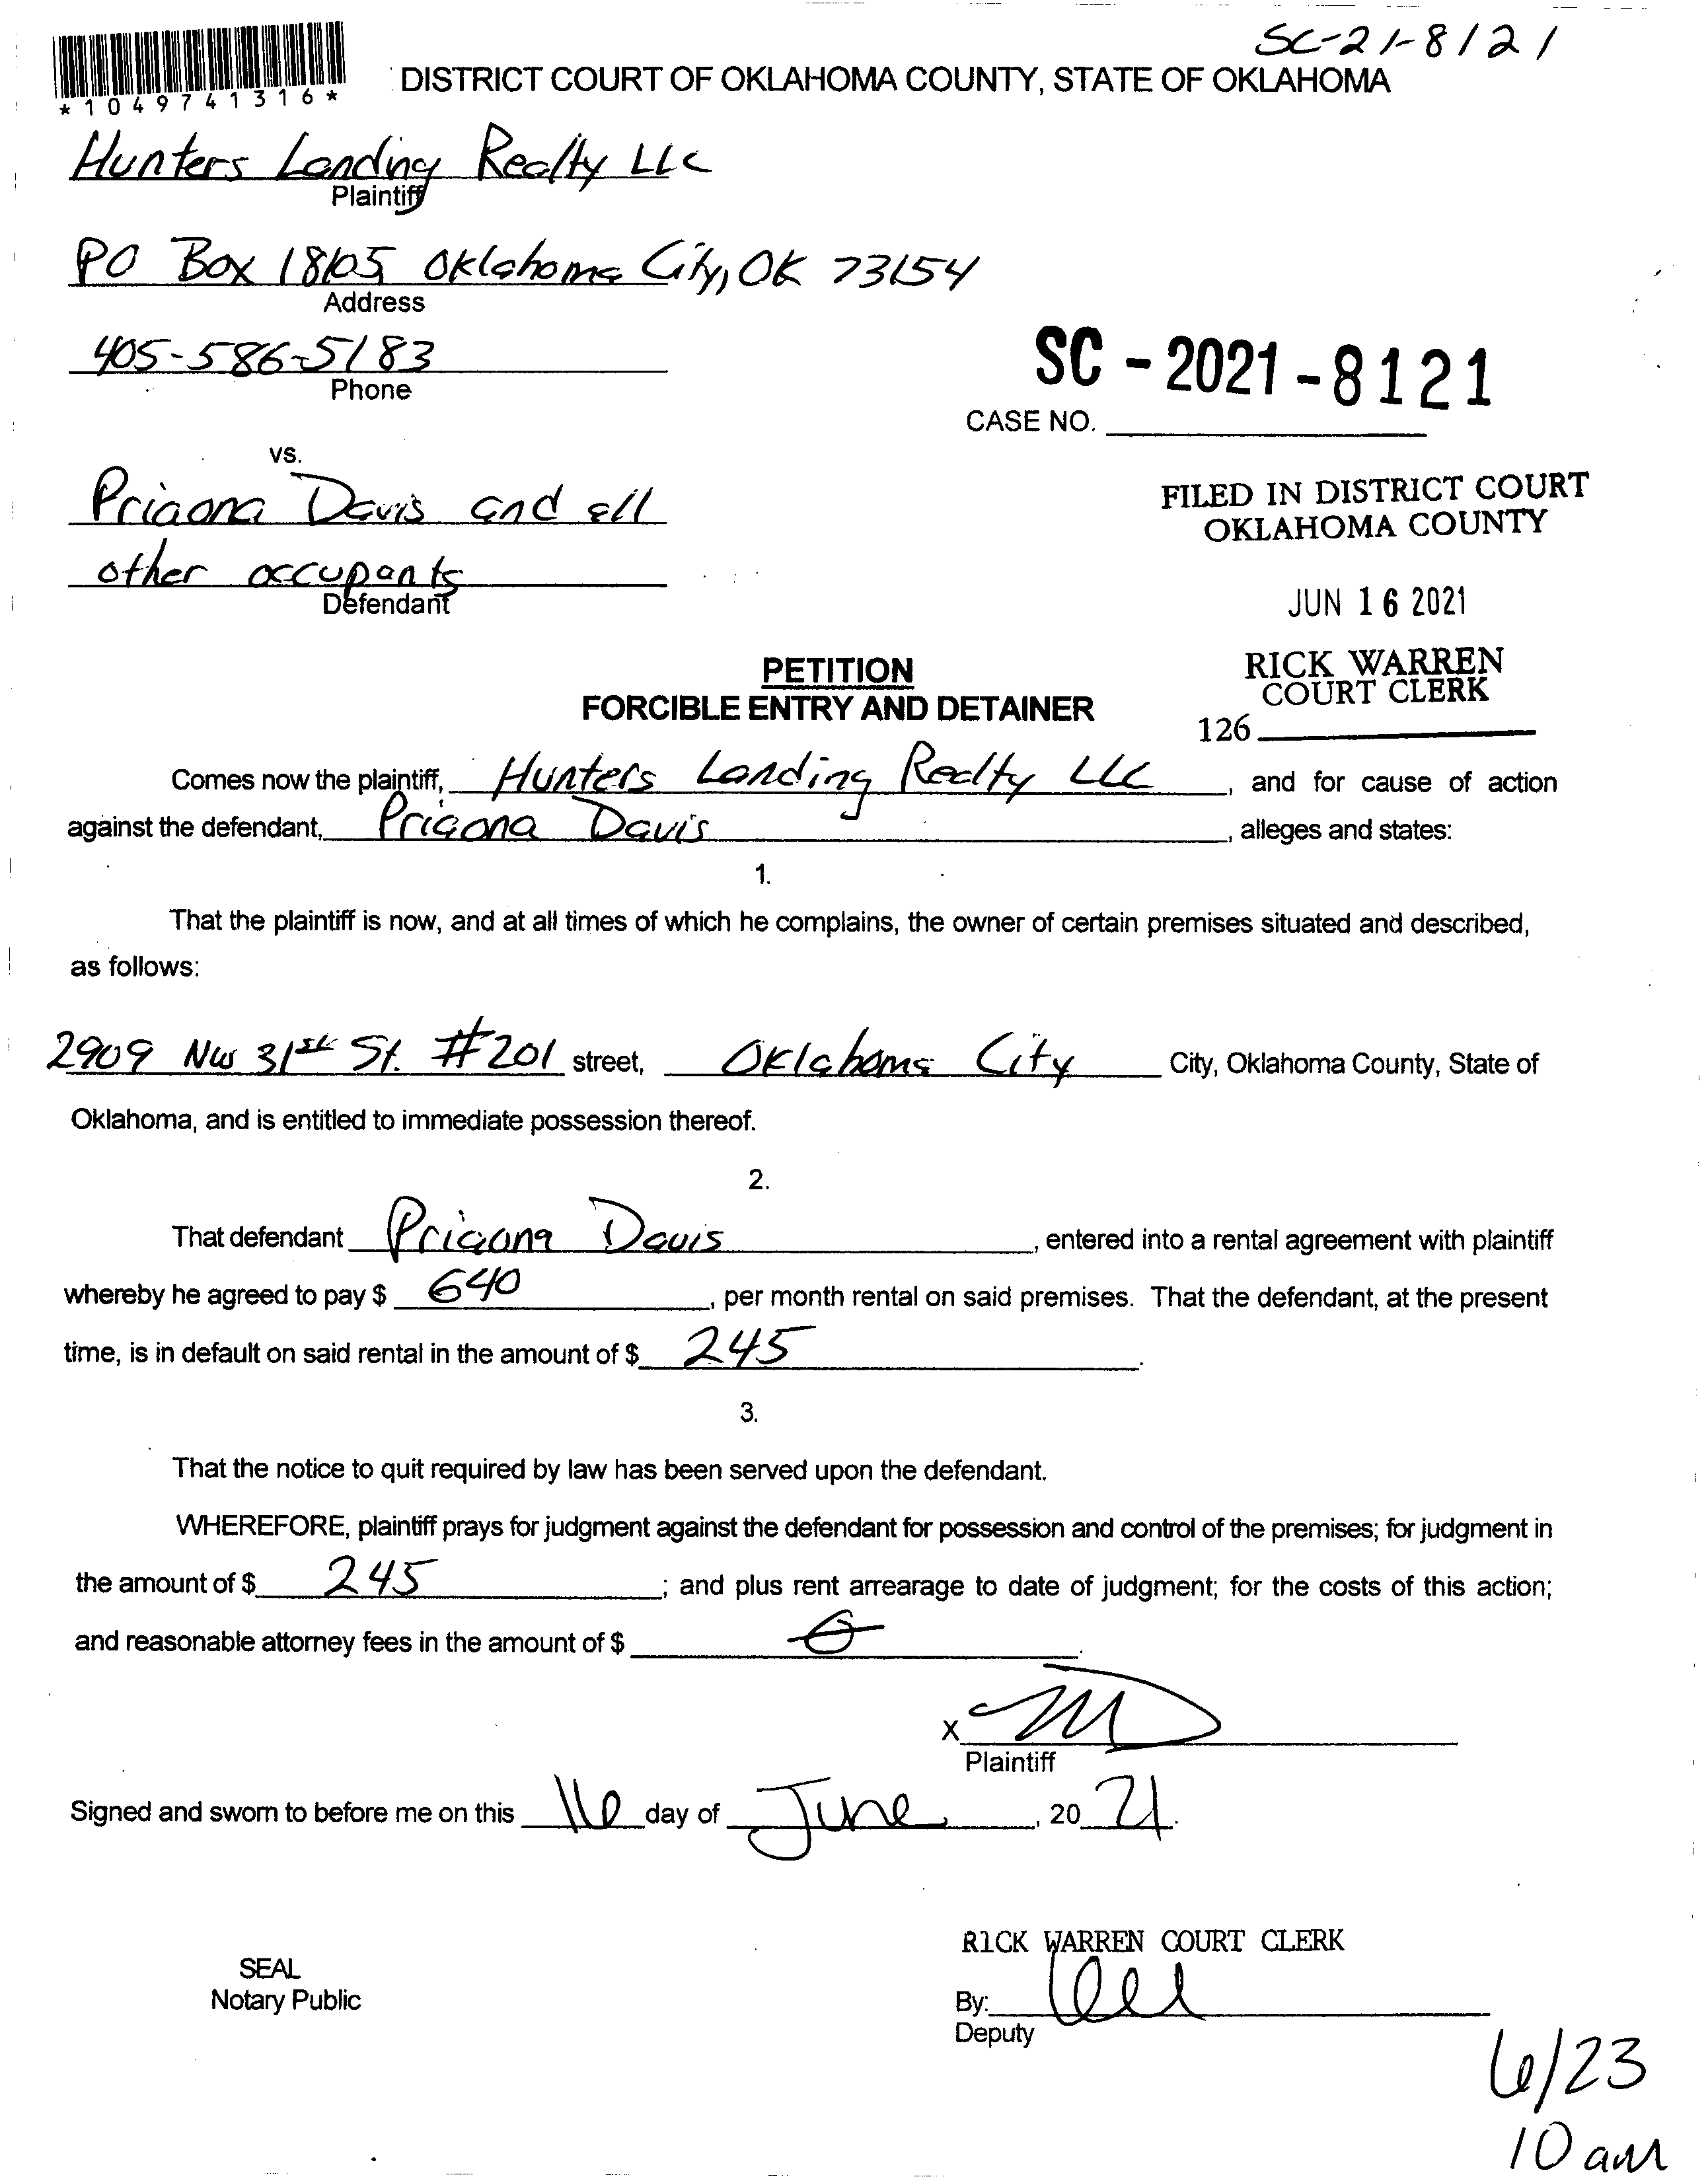 SC-21-8121
*1049741316*
DISTRICT COURT OF OKLAHOMA COUNTY, STATE OF OKLAHOMA
Hunters Landing Realty LLC
Plaintiff
PO Box 18105 Oklahoma City, OK 73154
Address
405-586-5183
Phone
SC-2021-8121
CASE NO.
vs.
Priaona Davis and all
other occupants
Defendant
FILED IN DISTRICT COURT
OKLAHOMA COUNTY
JUN 16 2021
RICK WARREN
COURT CLERK
126
PETITION
FORCIBLE ENTRY AND DETAINER
Comes now the plaintiff, Hunters Landing Realty LLC, and for cause of action
against the defendant, Priaona Davis, alleges and states:
1.
That the plaintiff is now, and at all times of which he complains, the owner of certain premises situated and described,
as follows:
2909 NW 31st St. #201 street, Oklahoma City City, Oklahoma County, State of
Oklahoma, and is entitled to immediate possession thereof.
2.
That defendant Priaona Davis, entered into a rental agreement with plaintiff
whereby he agreed to pay $ 640, per month rental on said premises. That the defendant, at the present
time, is in default on said rental in the amount of $ 245.
3.
That the notice to quit required by law has been served upon the defendant.
WHEREFORE, plaintiff prays for judgment against the defendant for possession and control of the premises; for judgment in
the amount of $ 245; and plus rent arrearage to date of judgment; for the costs of this action;
and reasonable attorney fees in the amount of $ 0.
X
Plaintiff
Signed and sworn to before me on this 16 day of June, 20 21.
RICK WARREN COURT CLERK
SEAL
Notary Public
By:
Deputy
6/23
10 am